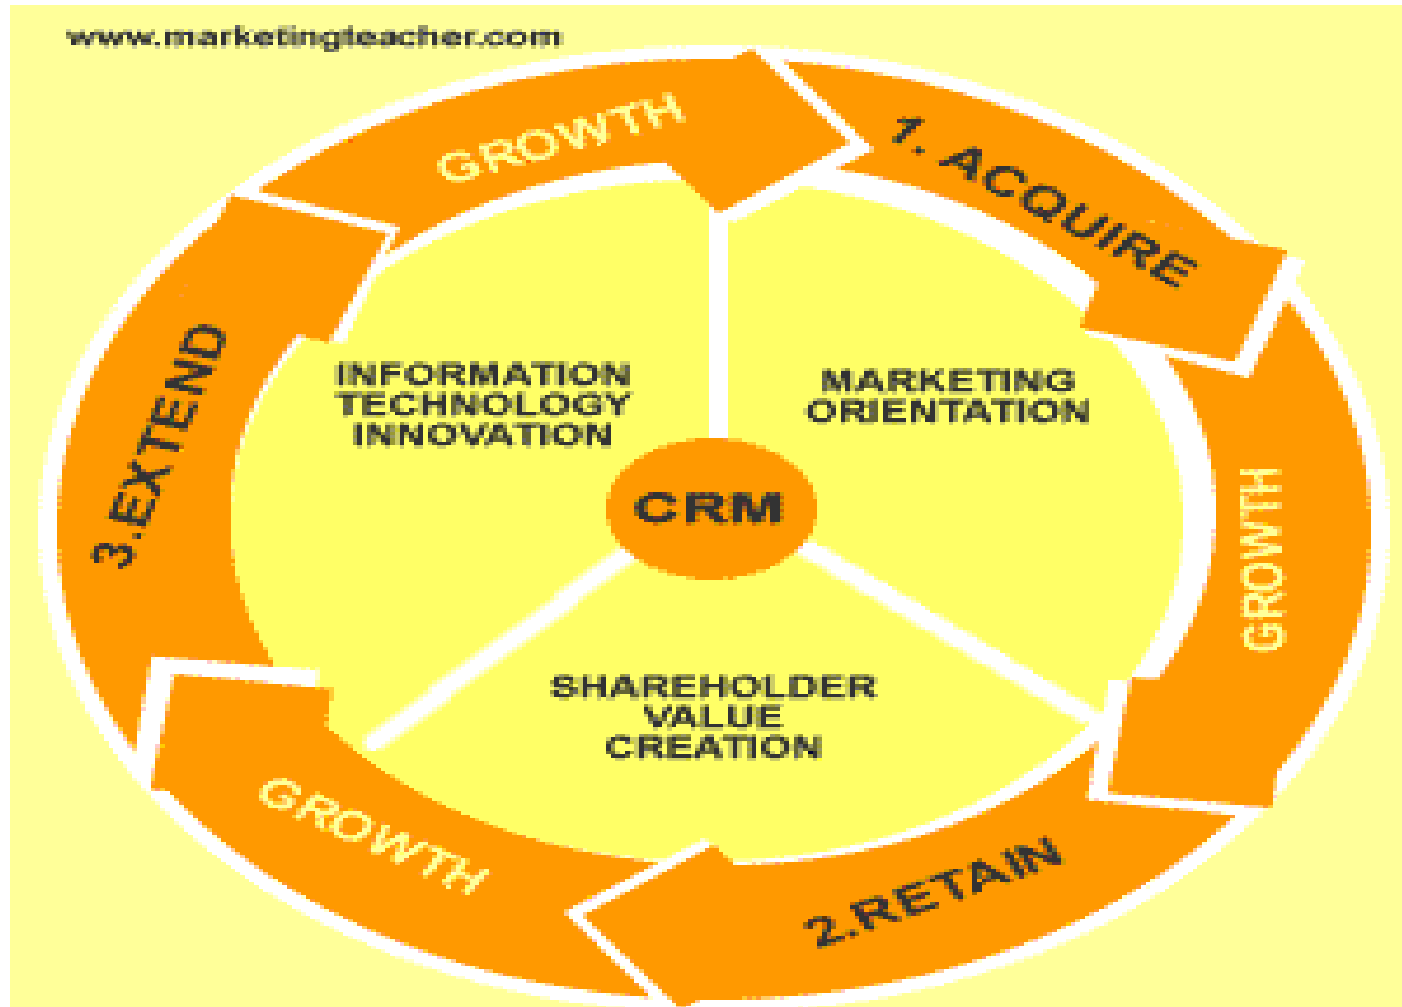 www.marketingteacher.com
GROWTH
1. ACQUIRE
GROWTH
2.RETAIN
GROWTH
3.EXTEND
INFORMATION
TECHNOLOGY
INNOVATION
MARKETING
ORIENTATION
CRM
SHAREHOLDER
VALUE
CREATION